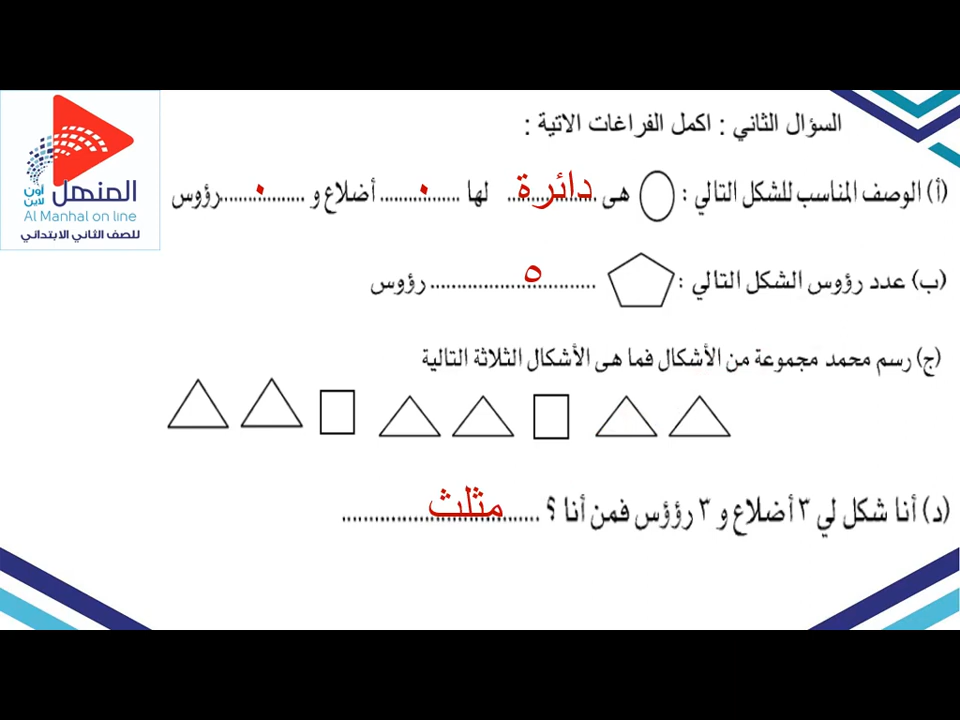 السؤال الثاني : اكمل الفراغات الاتية :
(أ) الوصف المناسب للشكل التالي : هى دائرة لها ٠ أضلاع و ٠ رؤوس
(ب) عدد رؤوس الشكل التالي : ٥ رؤوس
(ج) رسم محمد مجموعة من الأشكال فما هى الأشكال الثلاثة التالية
(د) أنا شكل لي ٣ أضلاع و ٣ رؤؤس فمن أنا ؟ مثلث
المنهل اون لاين
Al Manhal on line
للصف الثاني الابتدائي